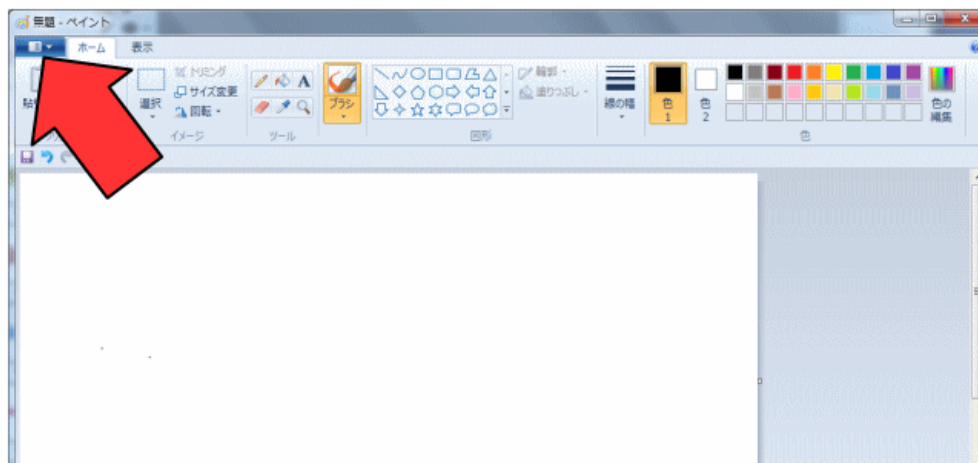 無題 - ペイント
ホーム 表示
トリミング
サイズ変更
回転
選択
イメージ
A
ツール
ブラシ
輪郭
塗りつぶし
図形
線の幅
色
1
色
2
色の
編集
色